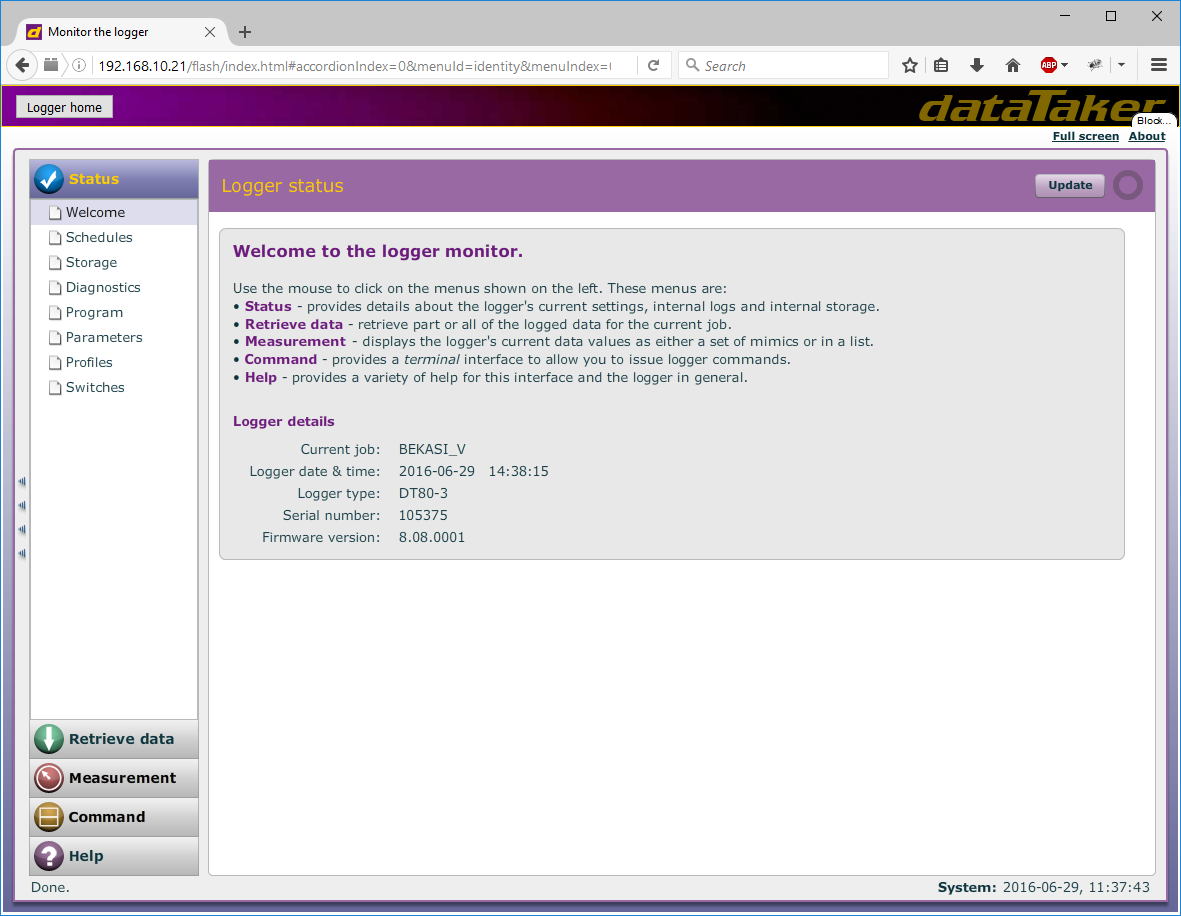 Monitor the logger
192.168.10.21/flash/index.html#accordionIndex=0&menuId=identity&menuIndex=
Search
ABP
Logger home
dataTaker
Block...
Full screen About
Status
Welcome
Schedules
Storage
Diagnostics
Program
Parameters
Profiles
Switches
Retrieve data
Measurement
Command
Help
Logger status
Update
Welcome to the logger monitor.
Use the mouse to click on the menus shown on the left. These menus are:
• Status - provides details about the logger's current settings, internal logs and internal storage.
• Retrieve data - retrieve part or all of the logged data for the current job.
• Measurement - displays the logger's current data values as either a set of mimics or in a list.
• Command - provides a terminal interface to allow you to issue logger commands.
• Help - provides a variety of help for this interface and the logger in general.
Logger details
Current job: BEKASI_V
Logger date & time: 2016-06-29 14:38:15
Logger type: DT80-3
Serial number: 105375
Firmware version: 8.08.0001
Done.
System: 2016-06-29, 11:37:43